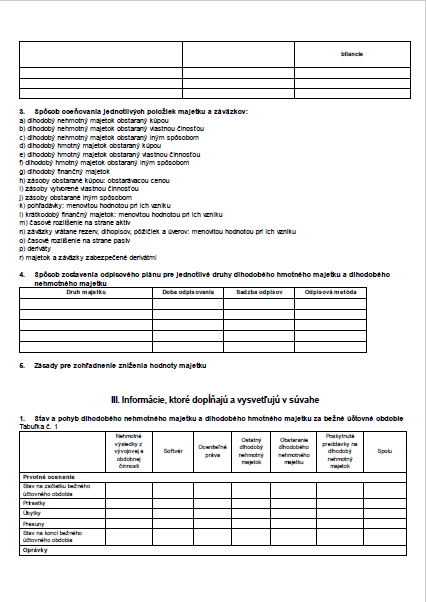 bilancie
3. Spôsob oceňovania jednotlivých položiek majetku a záväzkov:
a) dlhodobý nehmotný majetok obstaraný kúpou
b) dlhodobý nehmotný majetok obstaraný vlastnou činosťou
c) dlhodobý nehmotný majetok obstaraný iným spôsobom
d) dlhodobý hmotný majetok obstaraný kúpou
e) dlhodobý hmotný majetok obstaraný vlastnou činnosťou
f) dlhodobý hmotný majetok obstaraný iným spôsobom
g) dlhodobý finančný majetok
h) zásoby obstarané kúpou: obstarávacou cenou
i) zásoby vytvorené vlastnou činnosťou
j) zásoby obstarané iným spôsobom
k) pohľadávky: menovitou hodnotou pri ich vzniku
l) krátkodobý finančný majetok: menovitou hodnotou pri ich vzniku
m) časové rozlíšenie na strane aktív
n) záväzky vrátane rezerv, dlhopisov, pôžičiek a úverov: menovitou hodnotou pri ich vzniku
o) časové rozlíšenie na strane pasív
p) deriváty
r) majetok a záväzky zabezpečené derivátmi
4. Spôsob zostavenia odpisového plánu pre jednotlivé druhy dlhodobého hmotného majetku a dlhodobého
nehmotného majetku
Druh majetku Doba odpisovania Sadzba odpisov Odpisová metóda
5. Zásady pre zohľadnenie zníženia hodnoty majetku
III. Informácie, ktoré dopĺňajú a vysvetľujú v súvahe
1. Stav a pohyb dlhodobého nehmotného majetku a dlhodobého hmotného majetku za bežné účtovné obdobie
Tabuľka č. 1
Nehmotné výsledky z vývojovej a obdobnej činnosti Softvér Oceniteľné práva Ostatný dlhodobý nehmotný majetok Obstaranie dlhodobého nehmotného majetku Poskytnuté preddavky na dlhodobý nehmotný majetok Spolu
Prvotné ocenenie
Stav na začiatku bežného
účtovného obdobia
Prírastky
Úbytky
Presuny
Stav na konci bežného
účtovného obdobia
Oprávky